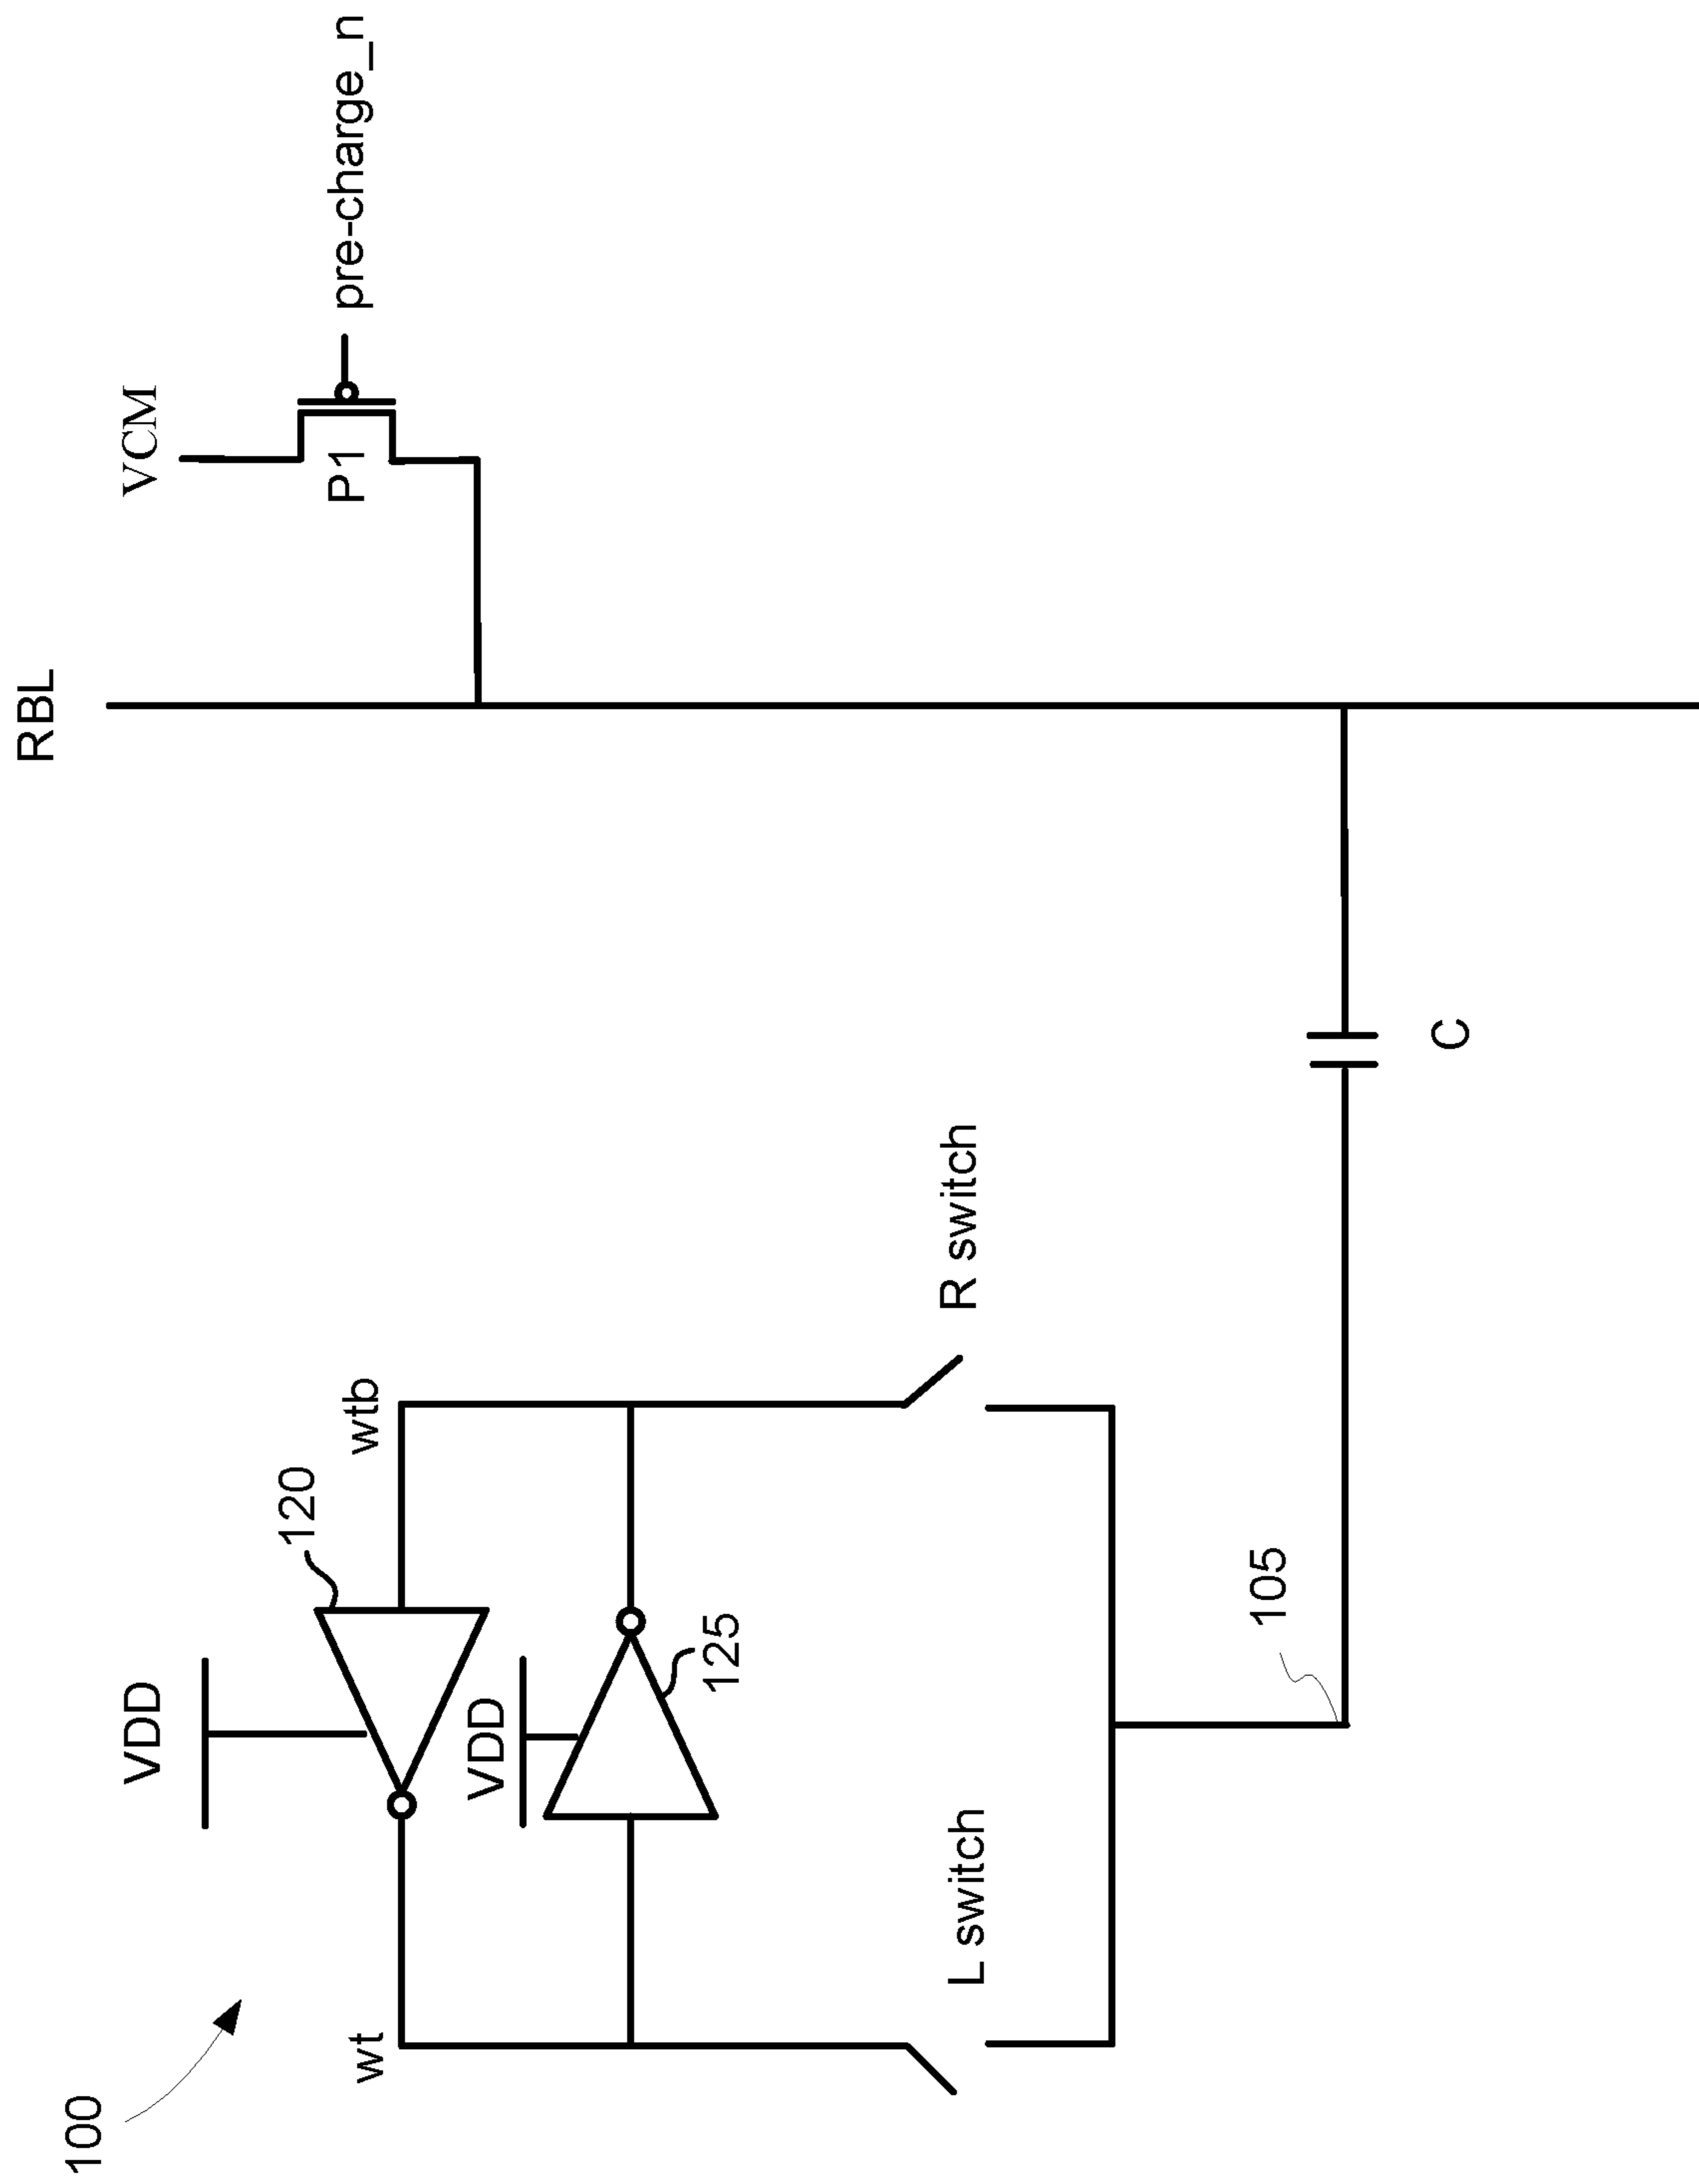 100
VDD
120
wt
wtb
VDD
125
L switch
R switch
105
C
RBL
VCM
P1
pre-charge_n